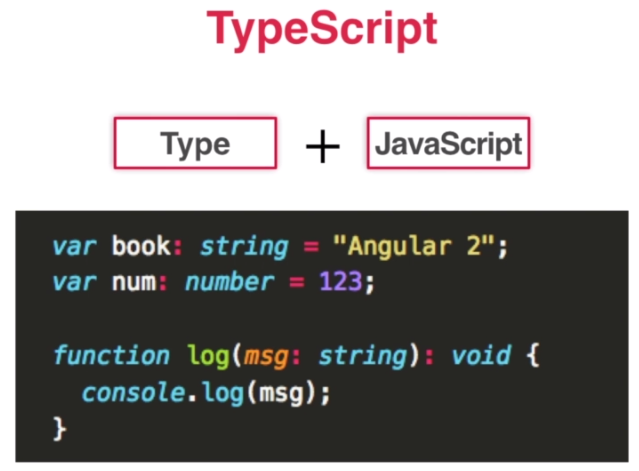 TypeScript
Type + JavaScript
var book: string = "Angular 2";
var num: number = 123;
function log(msg: string): void {
  console.log(msg);
}